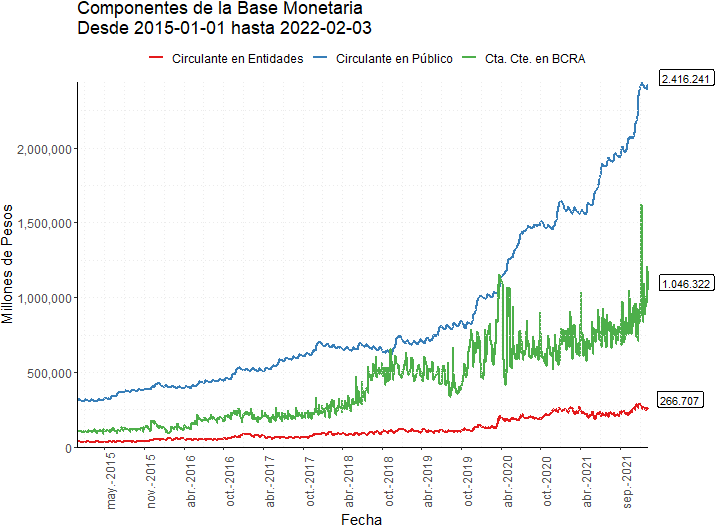 Componentes de la Base Monetaria
Desde 2015-01-01 hasta 2022-02-03
Circulante en Entidades Circulante en Público Cta. Cte. en BCRA
2.416.241
2,000,000
1,500,000
1,046.322
1,000,000
500,000
266.707
0
Millones de Pesos
may.-2015
nov.-2015
abr.-2016
oct.-2016
abr.-2017
oct.-2017
abr.-2018
oct.-2018
abr.-2019
oct.-2019
abr.-2020
oct.-2020
abr.-2021
sep.-2021
Fecha